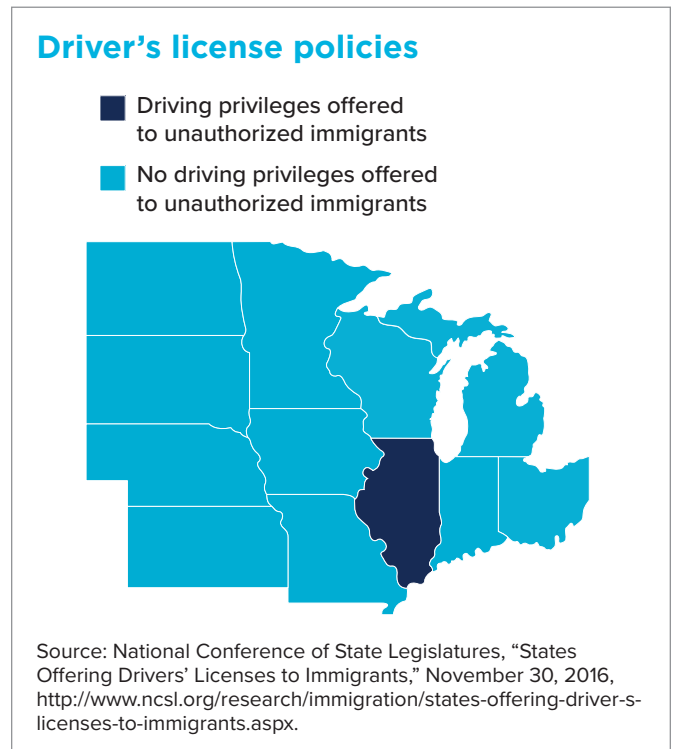 Driver’s license policies
Driving privileges offered
to unauthorized immigrants
No driving privileges offered
to unauthorized immigrants
Source: National Conference of State Legislatures, “States
Offering Drivers’ Licenses to Immigrants,” November 30, 2016,
http://www.ncsl.org/research/immigration/states-offering-driver-s-
licenses-to-immigrants.aspx.